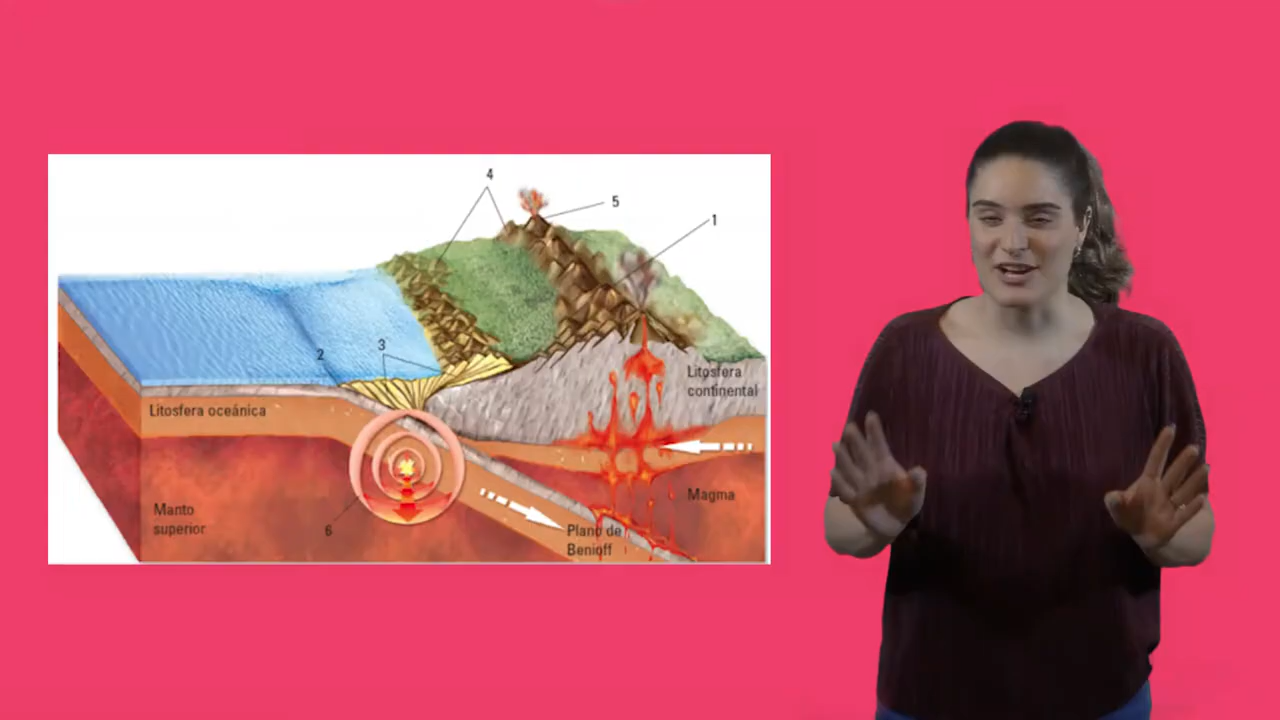 4
5
1
2
3
Litosfera
continental
Litosfera oceánica
Magma
Manto
superior
6
Plano de
Benioff